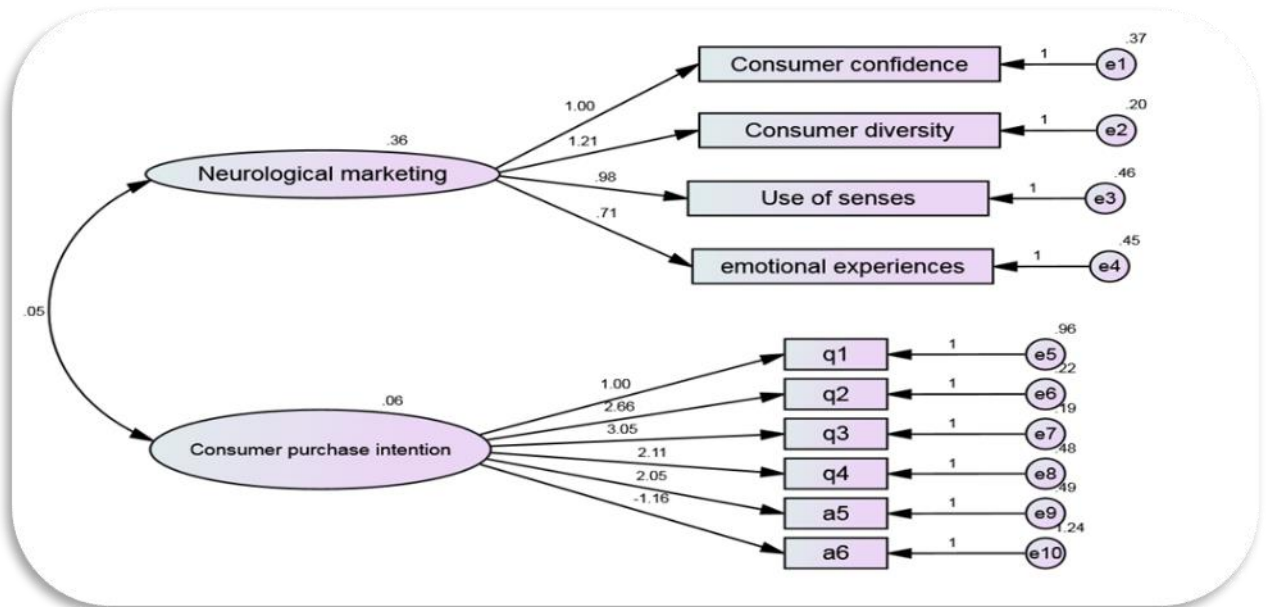 .37
Consumer confidence 1 e1
1.00
.20
Consumer diversity 1 e2
.36
1.21
Neurological marketing
.98
.46
Use of senses 1 e3
.71
.45
emotional experiences 1 e4
.05
.96
q1 1 e5
1.00
.22
q2 1 e6
.06
2.66
.19
q3 1 e7
3.05
Consumer purchase intention
2.11
.48
q4 1 e8
2.05
.49
a5 1 e9
-1.16
1.24
a6 1 e10